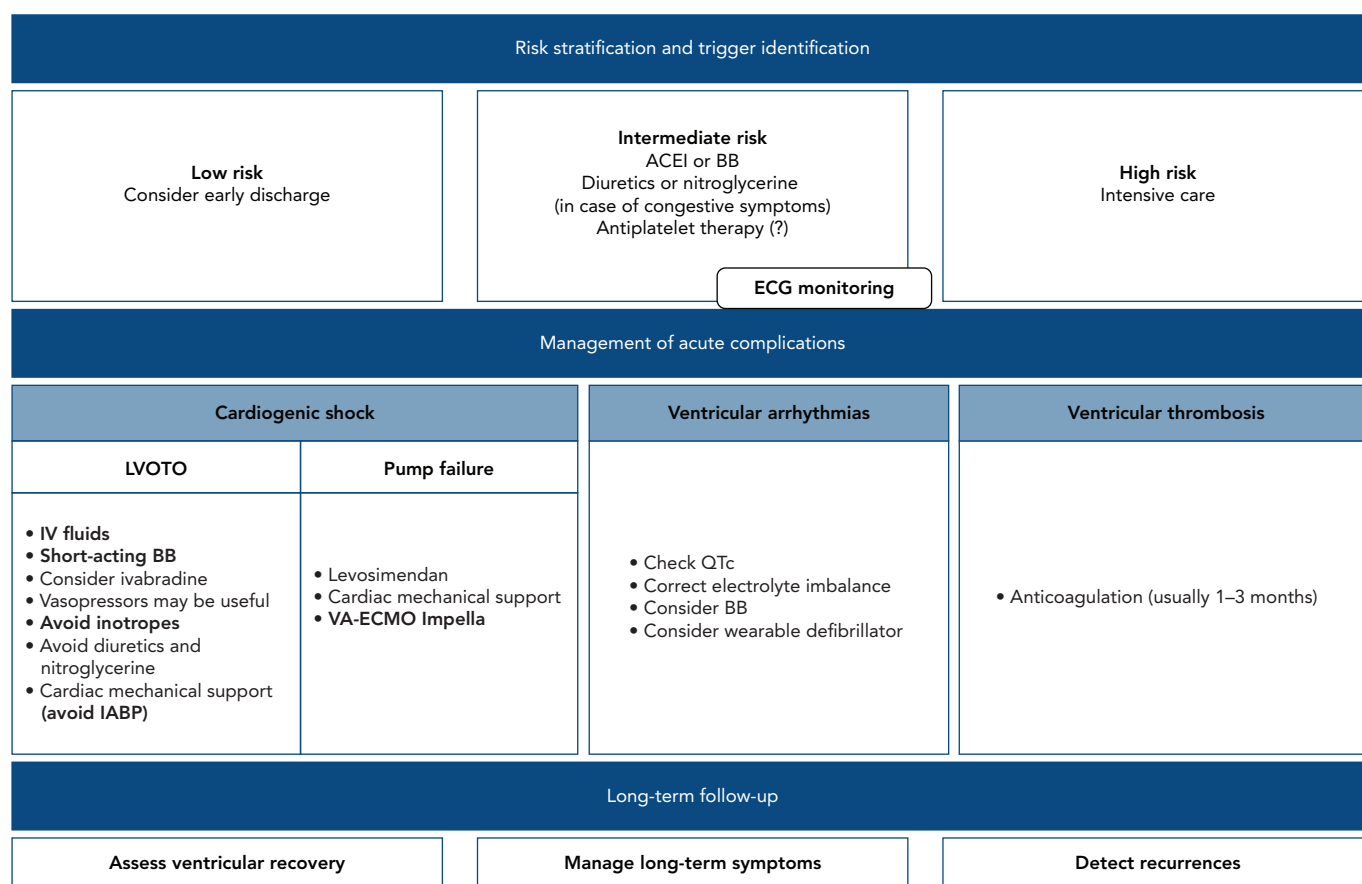 Risk stratification and trigger identification
Low risk
Consider early discharge
Intermediate risk
ACEI or BB
Diuretics or nitroglycerine
(in case of congestive symptoms)
Antiplatelet therapy (?)
High risk
Intensive care
ECG monitoring
Management of acute complications
Cardiogenic shock
Ventricular arrhythmias
Ventricular thrombosis
LVOTO
Pump failure
• IV fluids
• Short-acting BB
• Consider ivabradine
• Vasopressors may be useful
• Avoid inotropes
• Avoid diuretics and
nitroglycerine
• Cardiac mechanical support
(avoid IABP)
• Levosimendan
• Cardiac mechanical support
• VA-ECMO Impella
• Check QTc
• Correct electrolyte imbalance
• Consider BB
• Consider wearable defibrillator
• Anticoagulation (usually 1–3 months)
Long-term follow-up
Assess ventricular recovery
Manage long-term symptoms
Detect recurrences